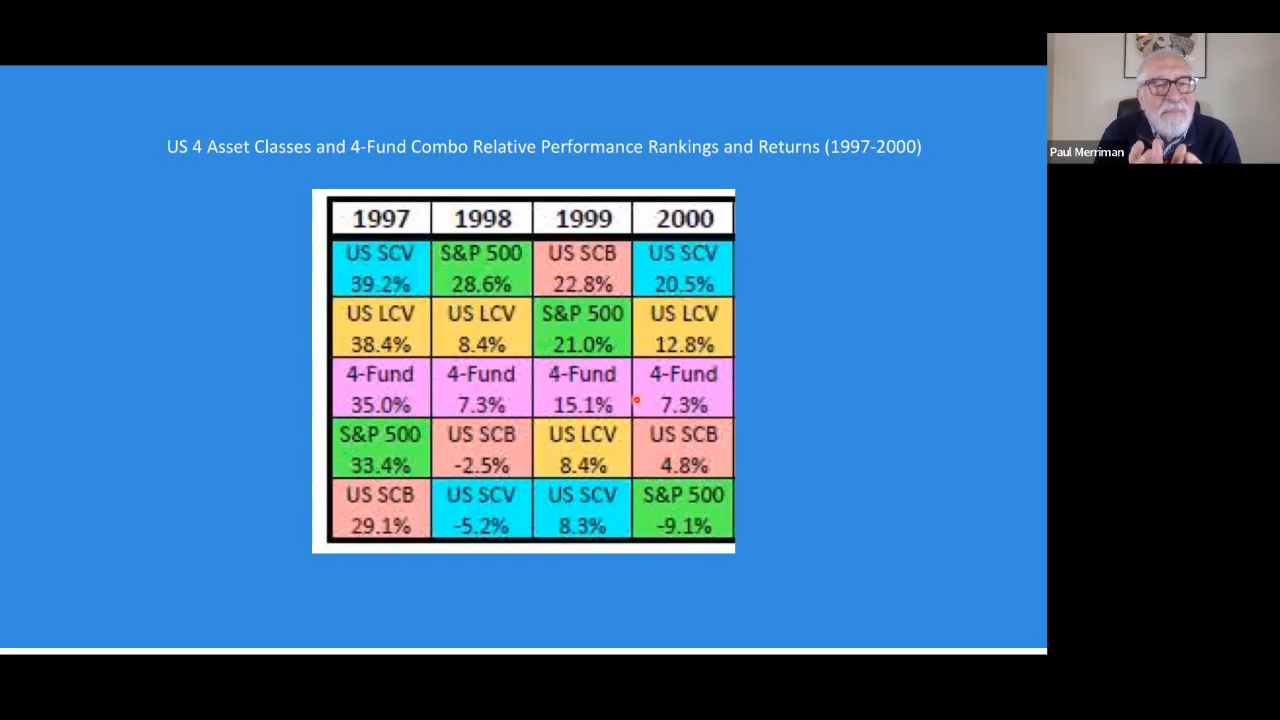 US 4 Asset Classes and 4-Fund Combo Relative Performance Rankings and Returns (1997-2000)
Paul Merriman
1997 1998 1999 2000
US SCV S&P 500 US SCB US SCV
39.2% 28.6% 22.8% 20.5%
US LCV US LCV S&P 500 US LCV
38.4% 8.4% 21.0% 12.8%
4-Fund 4-Fund 4-Fund 4-Fund
35.0% 7.3% 15.1% 7.3%
S&P 500 US SCB US LCV US SCB
33.4% -2.5% 8.4% 4.8%
US SCB US SCV US SCV S&P 500
29.1% -5.2% 8.3% -9.1%